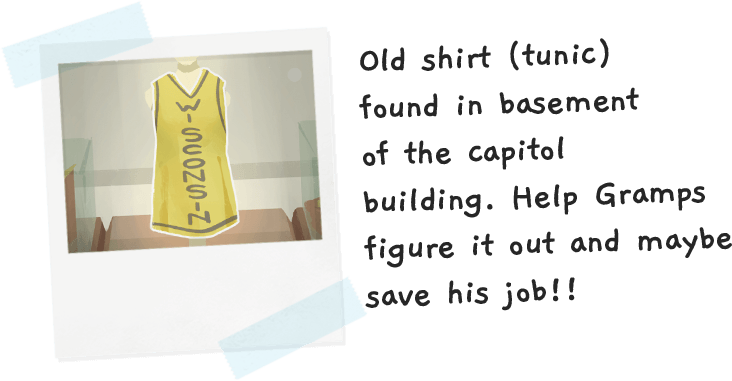 WISCONSIN
Old shirt (tunic)
found in basement
of the capitol
building. Help Gramps
figure it out and maybe
save his job!!